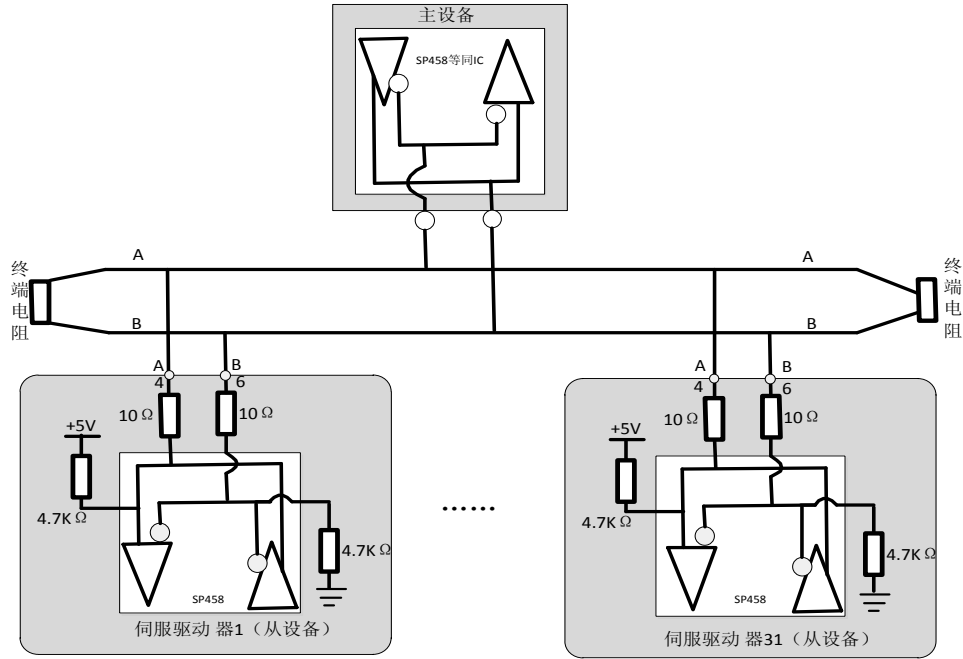 主设备
SP458等同IC
A
A
终端电阻
终端电阻
B
B
A
B
4
6
10Ω
10Ω
+5V
4.7KΩ
4.7KΩ
SP458
伺服驱动 器1（从设备）
......
A
B
4
6
10Ω
10Ω
+5V
4.7KΩ
4.7KΩ
SP458
伺服驱动 器31（从设备）